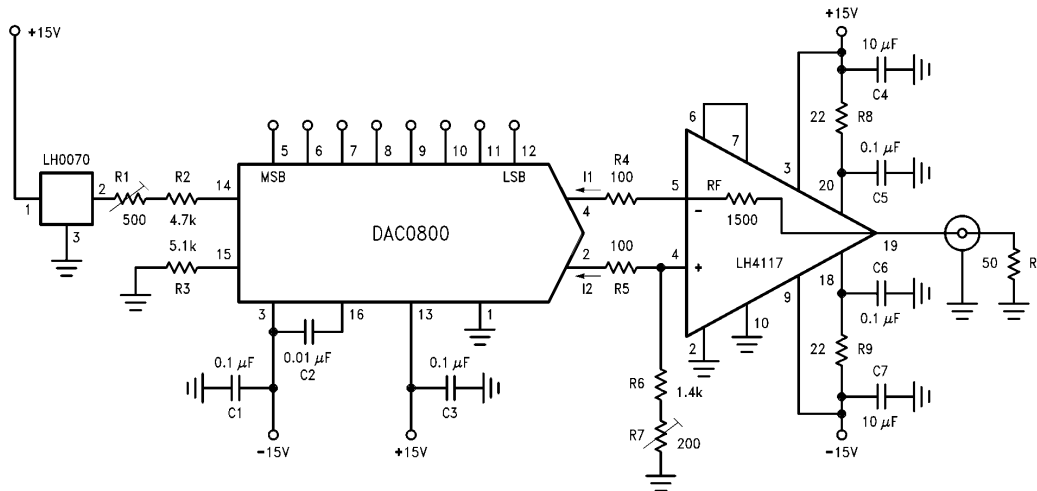 +15V
LH0070
1
2
3
R1
500
R2
4.7k
14
5.1k
R3
15
5
6
7
8
9
10
11
12
MSB
LSB
DAC0800
4
2
3
16
13
1
0.01 μF
C2
0.1 μF
C1
-15V
+15V
0.1 μF
C3
I1
R4
100
100
R5
I2
R6
1.4k
R7
200
5
-
4
+
RF
1500
LH4117
6
7
3
20
19
18
9
10
2
+15V
10 μF
C4
22
R8
0.1 μF
C5
C6
0.1 μF
22
R9
C7
10 μF
-15V
50
R